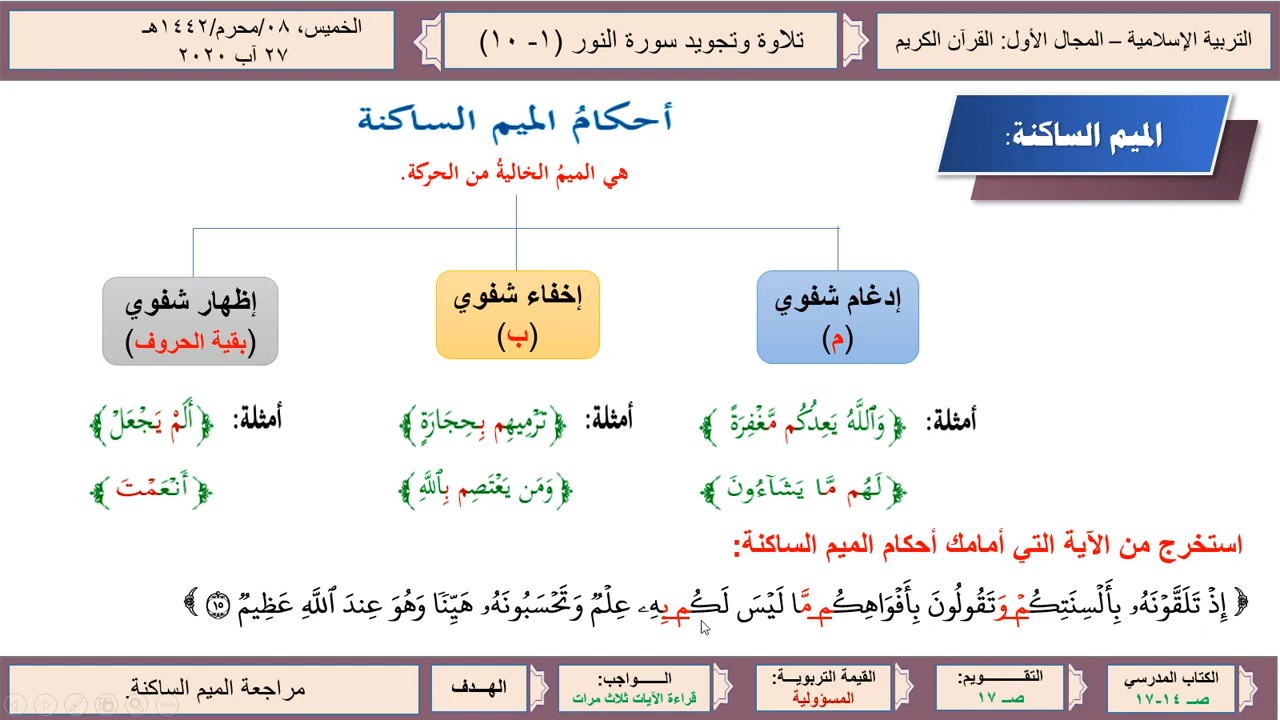 التربية الإسلامية – المجال الأول: القرآن الكريم
تلاوة وتجويد سورة النور (١- ١٠)
الخميس، ٠٨/محرم/١٤٤٢هـ
٢٧ آب ٢٠٢٠
الميم الساكنة:
أحكامُ الميم الساكنة
هي الميمُ الخاليةُ من الحركة.
إدغام شفوي
(م)
إخفاء شفوي
(ب)
إظهار شفوي
(بقية الحروف)
أمثلة: ﴿وَٱللَّهُ يَعِدُكُم مَّغْفِرَةً﴾
﴿لَهُم مَّا يَشَآءُونَ﴾
أمثلة: ﴿تَرْمِيهِم بِحِجَارَةٍ﴾
﴿وَمَن يَعْتَصِم بِٱللَّهِ﴾
أمثلة: ﴿أَلَمْ يَجْعَلْ﴾
﴿أَنْعَمْتَ﴾
استخرج من الآية التي أمامك أحكام الميم الساكنة:
﴿إِذْ تَلَقَّوْنَهُۥ بِأَلْسِنَتِكُمْ وَتَقُولُونَ بِأَفْوَاهِكُم مَّا لَيْسَ لَكُم بِهِۦ عِلْمٌ وَتَحْسَبُونَهُۥ هَيِّنًا وَهُوَ عِندَ ٱللَّهِ عَظِيمٌ ١٥﴾
الكتاب المدرسي
صـ ١٤-١٧
التقـــويم:
صـ ١٧
القيمة التربويـة:
المسؤولية
الـــواجب:
قراءة الآيات ثلاث مرات
الهـدف
مراجعة الميم الساكنة.